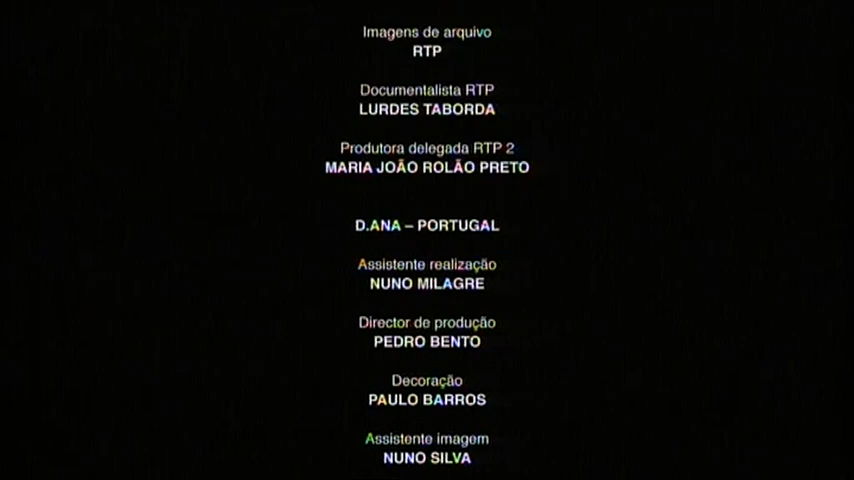 Imagens de arquivo
RTP
Documentalista RTP
LURDES TABORDA
Produtora delegada RTP 2
MARIA JOÃO ROLÃO PRETO
D.ANA – PORTUGAL
Assistente realização
NUNO MILAGRE
Director de produção
PEDRO BENTO
Decoração
PAULO BARROS
Assistente imagem
NUNO SILVA